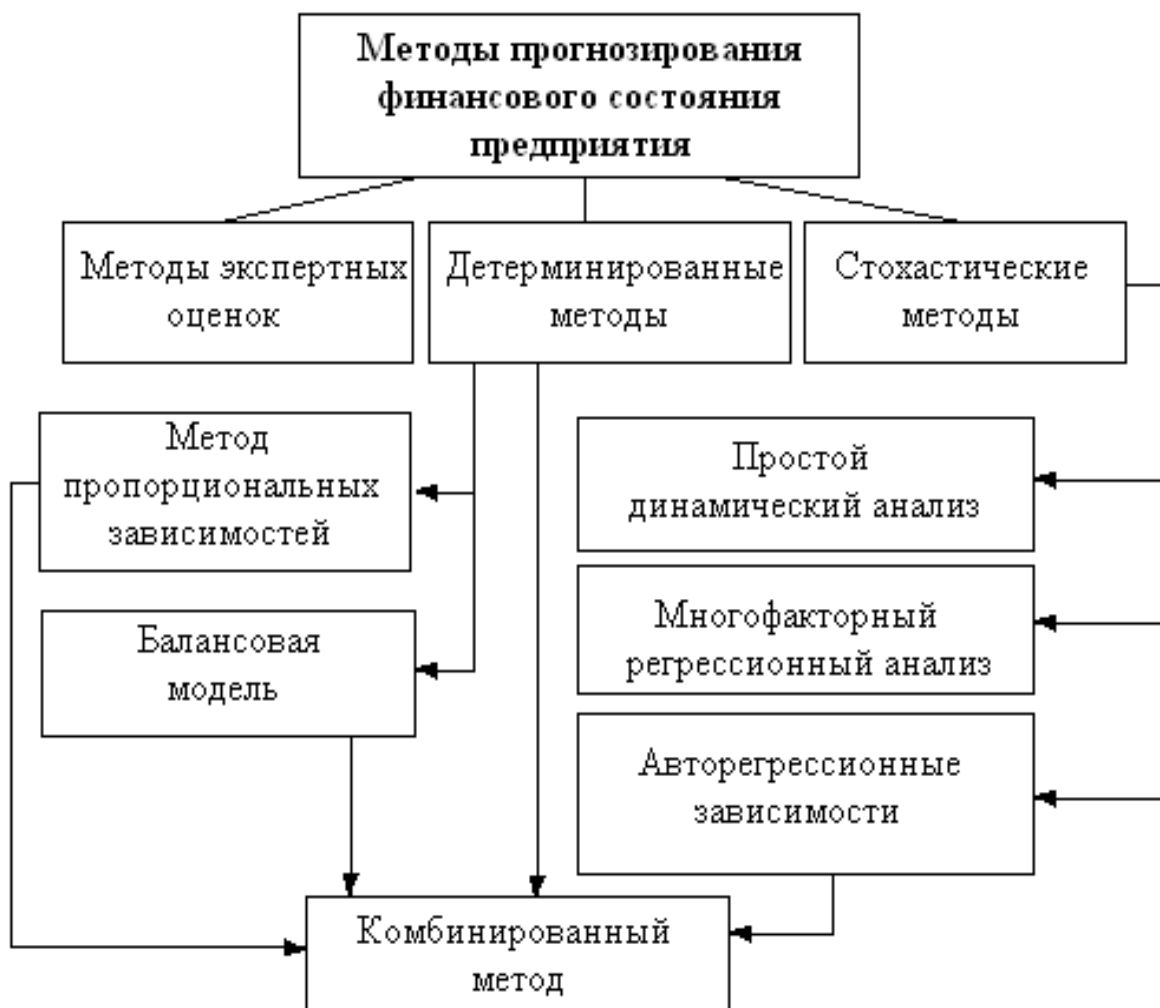 Методы прогнозирования
финансового состояния
предприятия
Методы экспертных
оценок
Детерминированные
методы
Стохастические
методы
Метод
пропорциональных
зависимостей
Простой
динамический анализ
Балансовая
модель
Многофакторный
регрессионный анализ
Авторегрессионные
зависимости
Комбинированный
метод